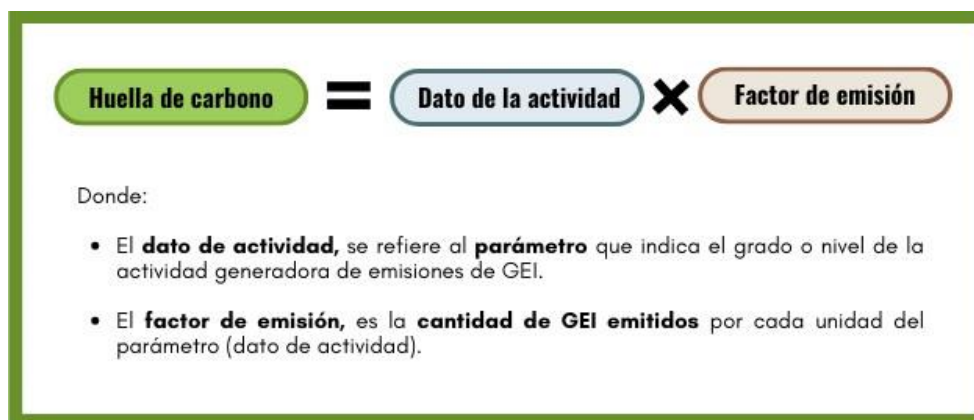 Huella de carbono = Dato de la actividad × Factor de emisión
Donde:
• El dato de actividad, se refiere al parámetro que indica el grado o nivel de la
actividad generadora de emisiones de GEI.
• El factor de emisión, es la cantidad de GEI emitidos por cada unidad del
parámetro (dato de actividad).